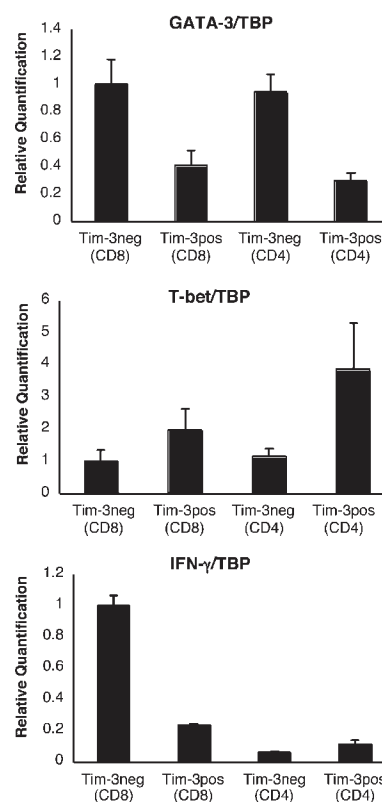 GATA-3/TBP
Relative Quantification
1.4
1.2
1
0.8
0.6
0.4
0.2
0
Tim-3neg Tim-3pos Tim-3neg Tim-3pos
(CD8) (CD8) (CD4) (CD4)
T-bet/TBP
Relative Quantification
6
5
4
3
2
1
0
Tim-3neg Tim-3pos Tim-3neg Tim-3pos
(CD8) (CD8) (CD4) (CD4)
IFN-γ/TBP
Relative Quantification
1.2
1
0.8
0.6
0.4
0.2
0
Tim-3neg Tim-3pos Tim-3neg Tim-3pos
(CD8) (CD8) (CD4) (CD4)